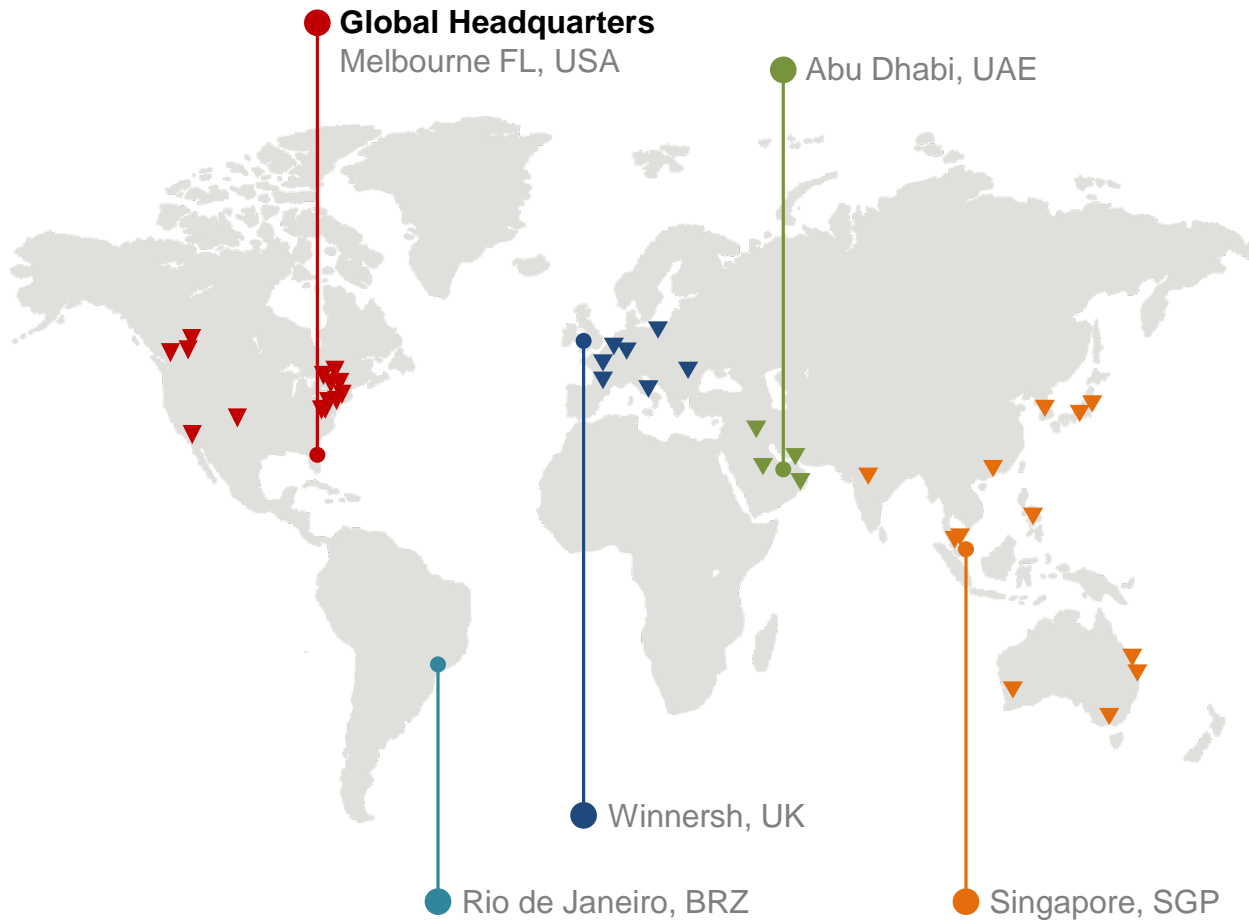 Global Headquarters
Melbourne FL, USA
Abu Dhabi, UAE
Winnersh, UK
Rio de Janeiro, BRZ
Singapore, SGP